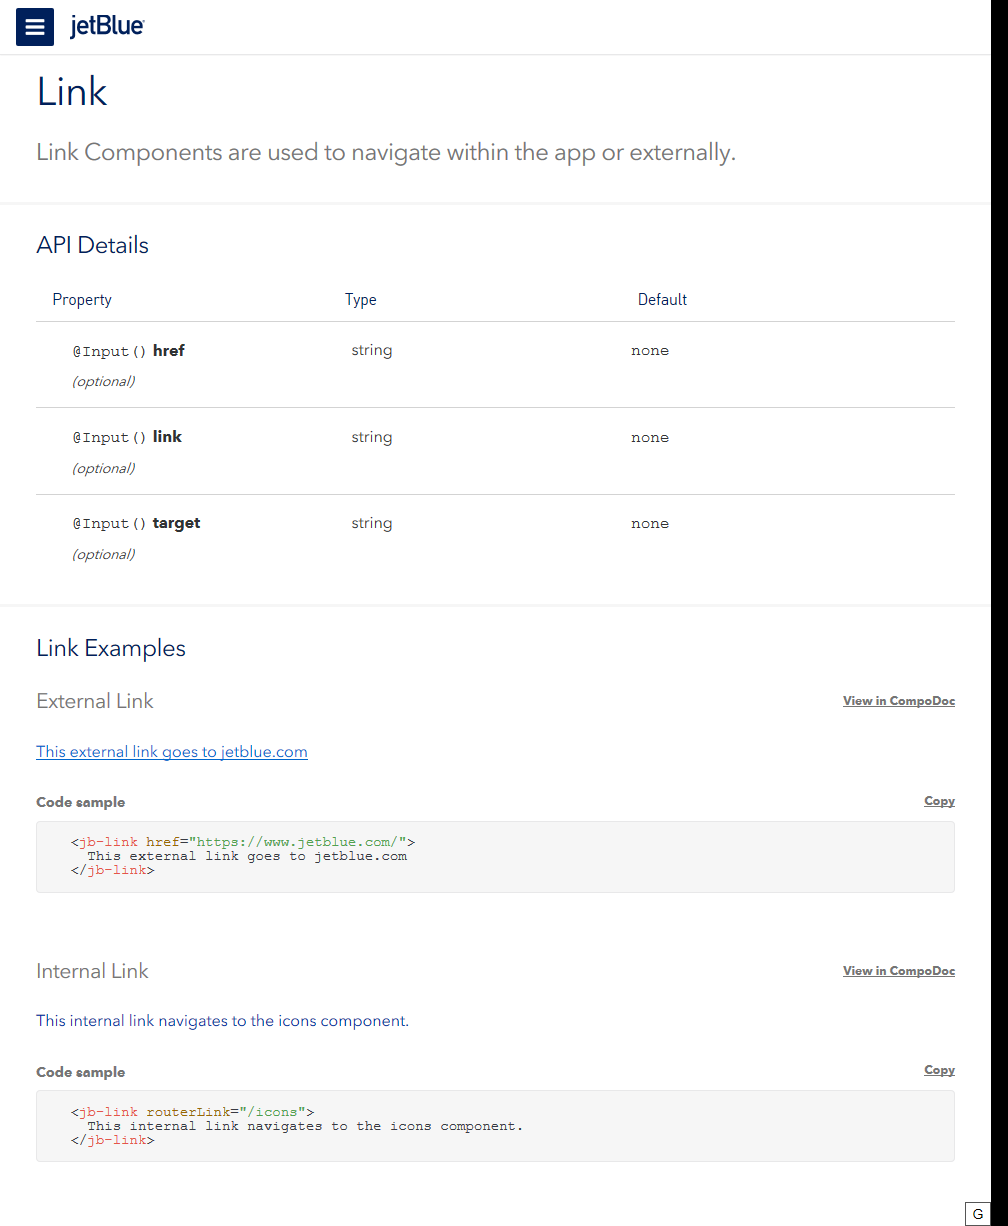 jetBlue
Link
Link Components are used to navigate within the app or externally.
API Details
Property Type Default
@Input() href string none
(optional)
@Input() link string none
(optional)
@Input() target string none
(optional)
Link Examples
External Link View in CompoDoc
This external link goes to jetblue.com
Code sample Copy
<jb-link href="https://www.jetblue.com/">
This external link goes to jetblue.com
</jb-link>
Internal Link View in CompoDoc
This internal link navigates to the icons component.
Code sample Copy
<jb-link routerLink="/icons">
This internal link navigates to the icons component.
</jb-link>
G